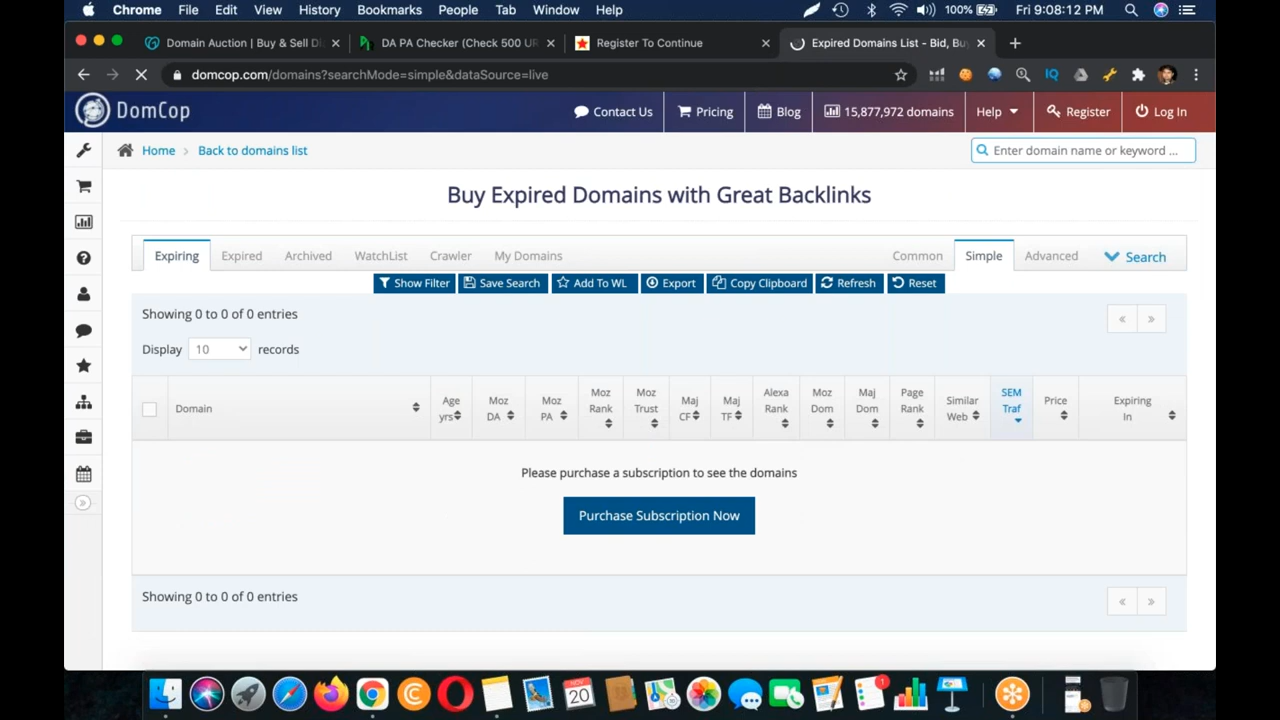 Chrome File Edit View History Bookmarks People Tab Window Help 100% Fri 9:08:12 PM
Domain Auction | Buy & Sell D × DA PA Checker (Check 500 UR × Register To Continue × Expired Domains List - Bid, Bu × +
domcop.com/domains?searchMode=simple&dataSource=live IQ
DomCop Contact Us Pricing Blog 15,877,972 domains Help Register Log In
Home > Back to domains list Enter domain name or keyword ...
Buy Expired Domains with Great Backlinks
Expiring Expired Archived WatchList Crawler My Domains Common Simple Advanced Search
Show Filter Save Search Add To WL Export Copy Clipboard Refresh Reset
Showing 0 to 0 of 0 entries « »
Display 10 records
Domain Age yrs Moz DA Moz PA Moz Rank Moz Trust Maj CF Maj TF Alexa Rank Moz Dom Maj Dom Page Rank Similar Web SEM Traf Price Expiring In
Please purchase a subscription to see the domains
Purchase Subscription Now
Showing 0 to 0 of 0 entries « »
NOV 20 1